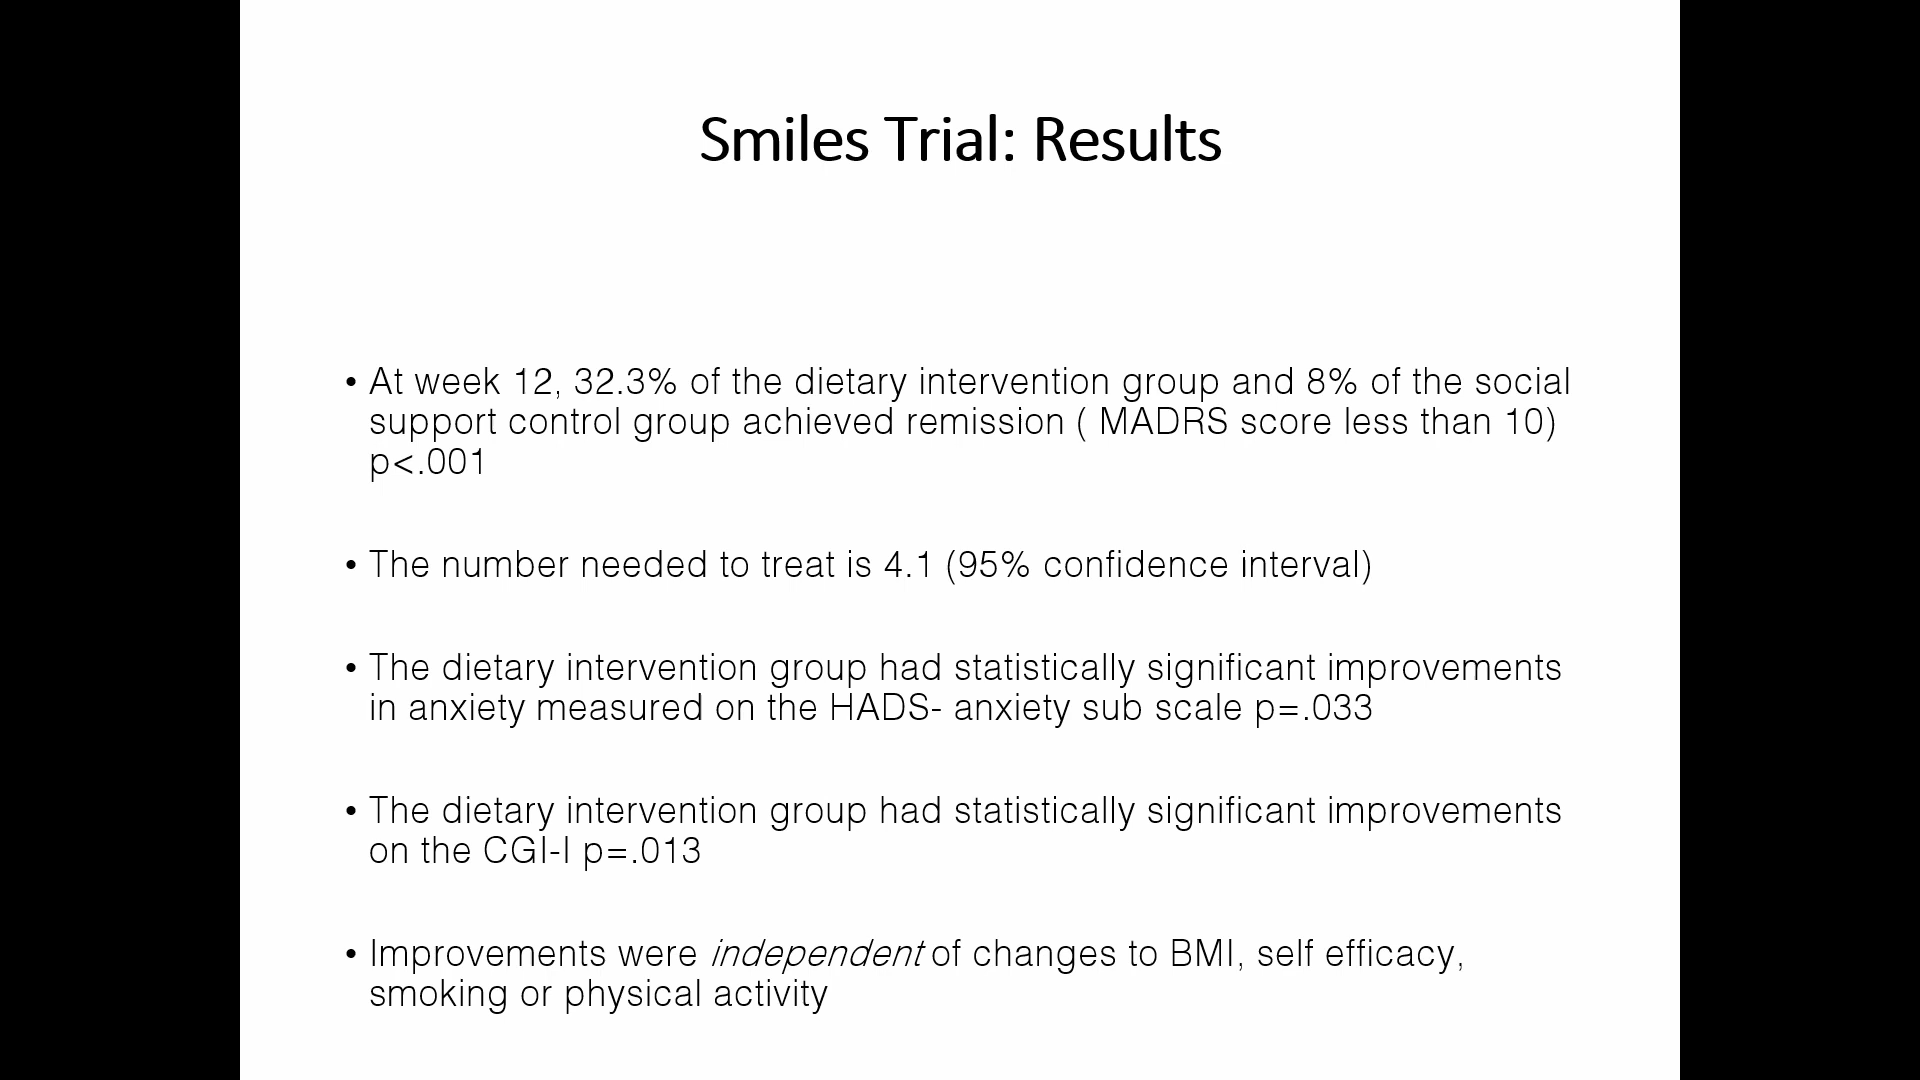 Smiles Trial: Results
• At week 12, 32.3% of the dietary intervention group and 8% of the social
support control group achieved remission ( MADRS score less than 10)
p<.001
• The number needed to treat is 4.1 (95% confidence interval)
• The dietary intervention group had statistically significant improvements
in anxiety measured on the HADS- anxiety sub scale p=.033
• The dietary intervention group had statistically significant improvements
on the CGI-I p=.013
• Improvements were independent of changes to BMI, self efficacy,
smoking or physical activity